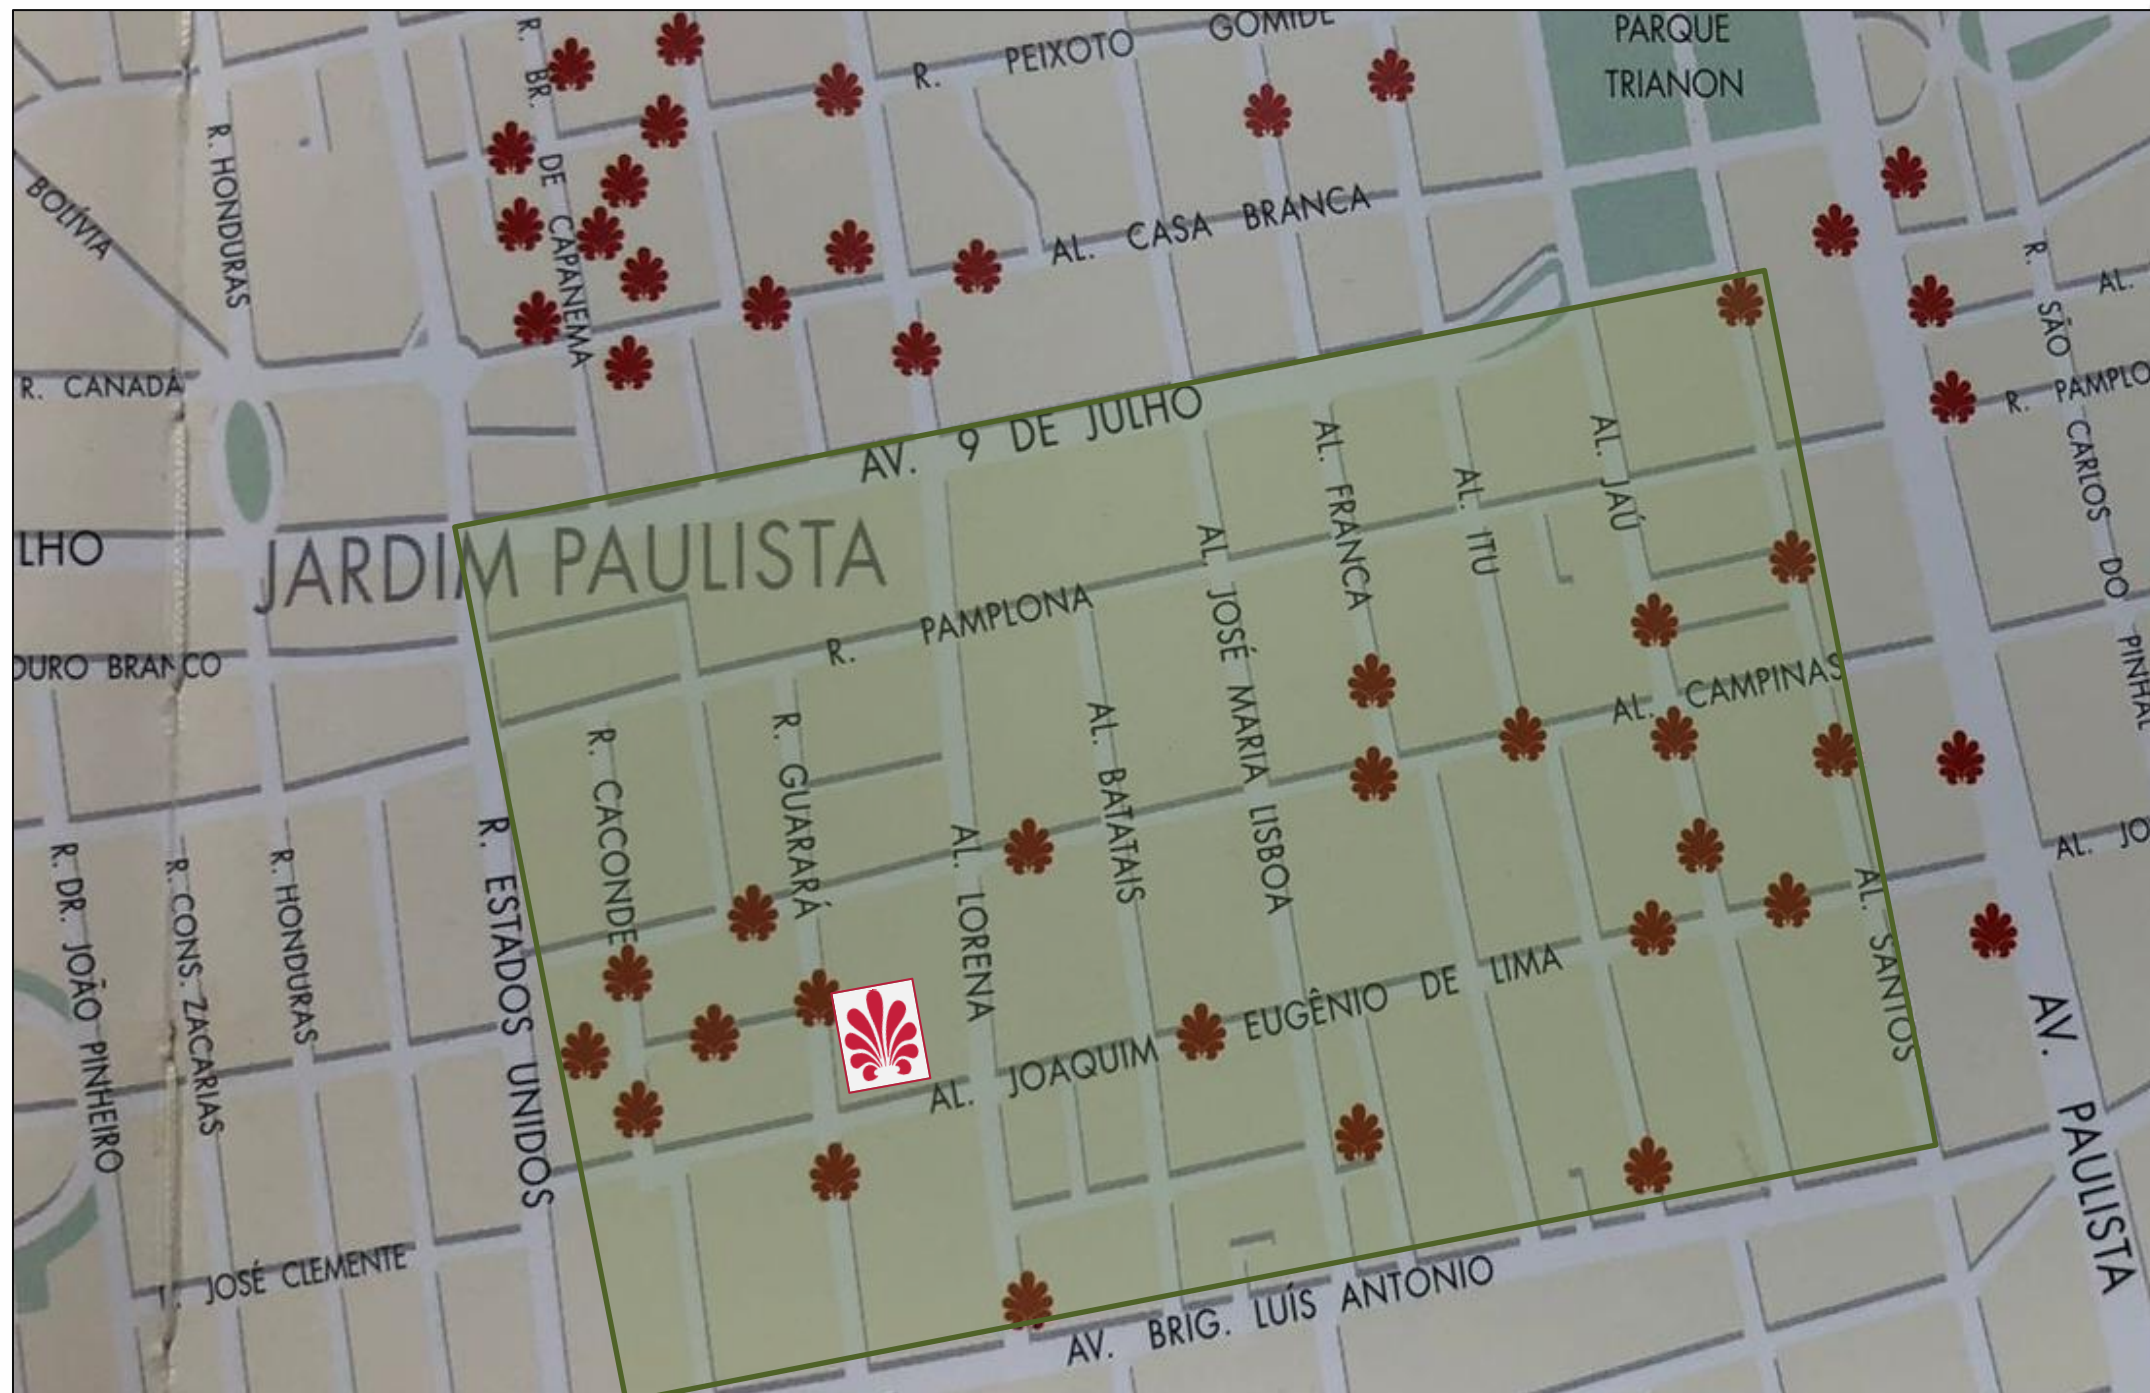 PARQUE
TRIANON
R. PEIXOTO GOMIDE
R. BR. DE CAPANEMA
R. HONDURAS
BOLÍVIA
AL. CASA BRANCA
R. CANADÁ
AV. 9 DE JULHO
LHO
JARDIM PAULISTA
OURO BRANCO
R. PAMPLONA
AL. JOSÉ MARIA LISBOA
AL. FRANCA
AL. ITU
AL. JAÚ
R. SÃO CARLOS DO PINHAL
AL.
R. PAMPLO
AL. CAMPINAS
R. CACONDE
R. GUARARÁ
AL. LORENA
AL. BATATAIS
R. ESTADOS UNIDOS
R. DR. JOÃO PINHEIRO
R. CONS. ZACARIAS
R. HONDURAS
AL. JOAQUIM EUGÊNIO DE LIMA
AL. SANTOS
AL. JO
AV. PAULISTA
JOSÉ CLEMENTE
AV. BRIG. LUÍS ANTONIO